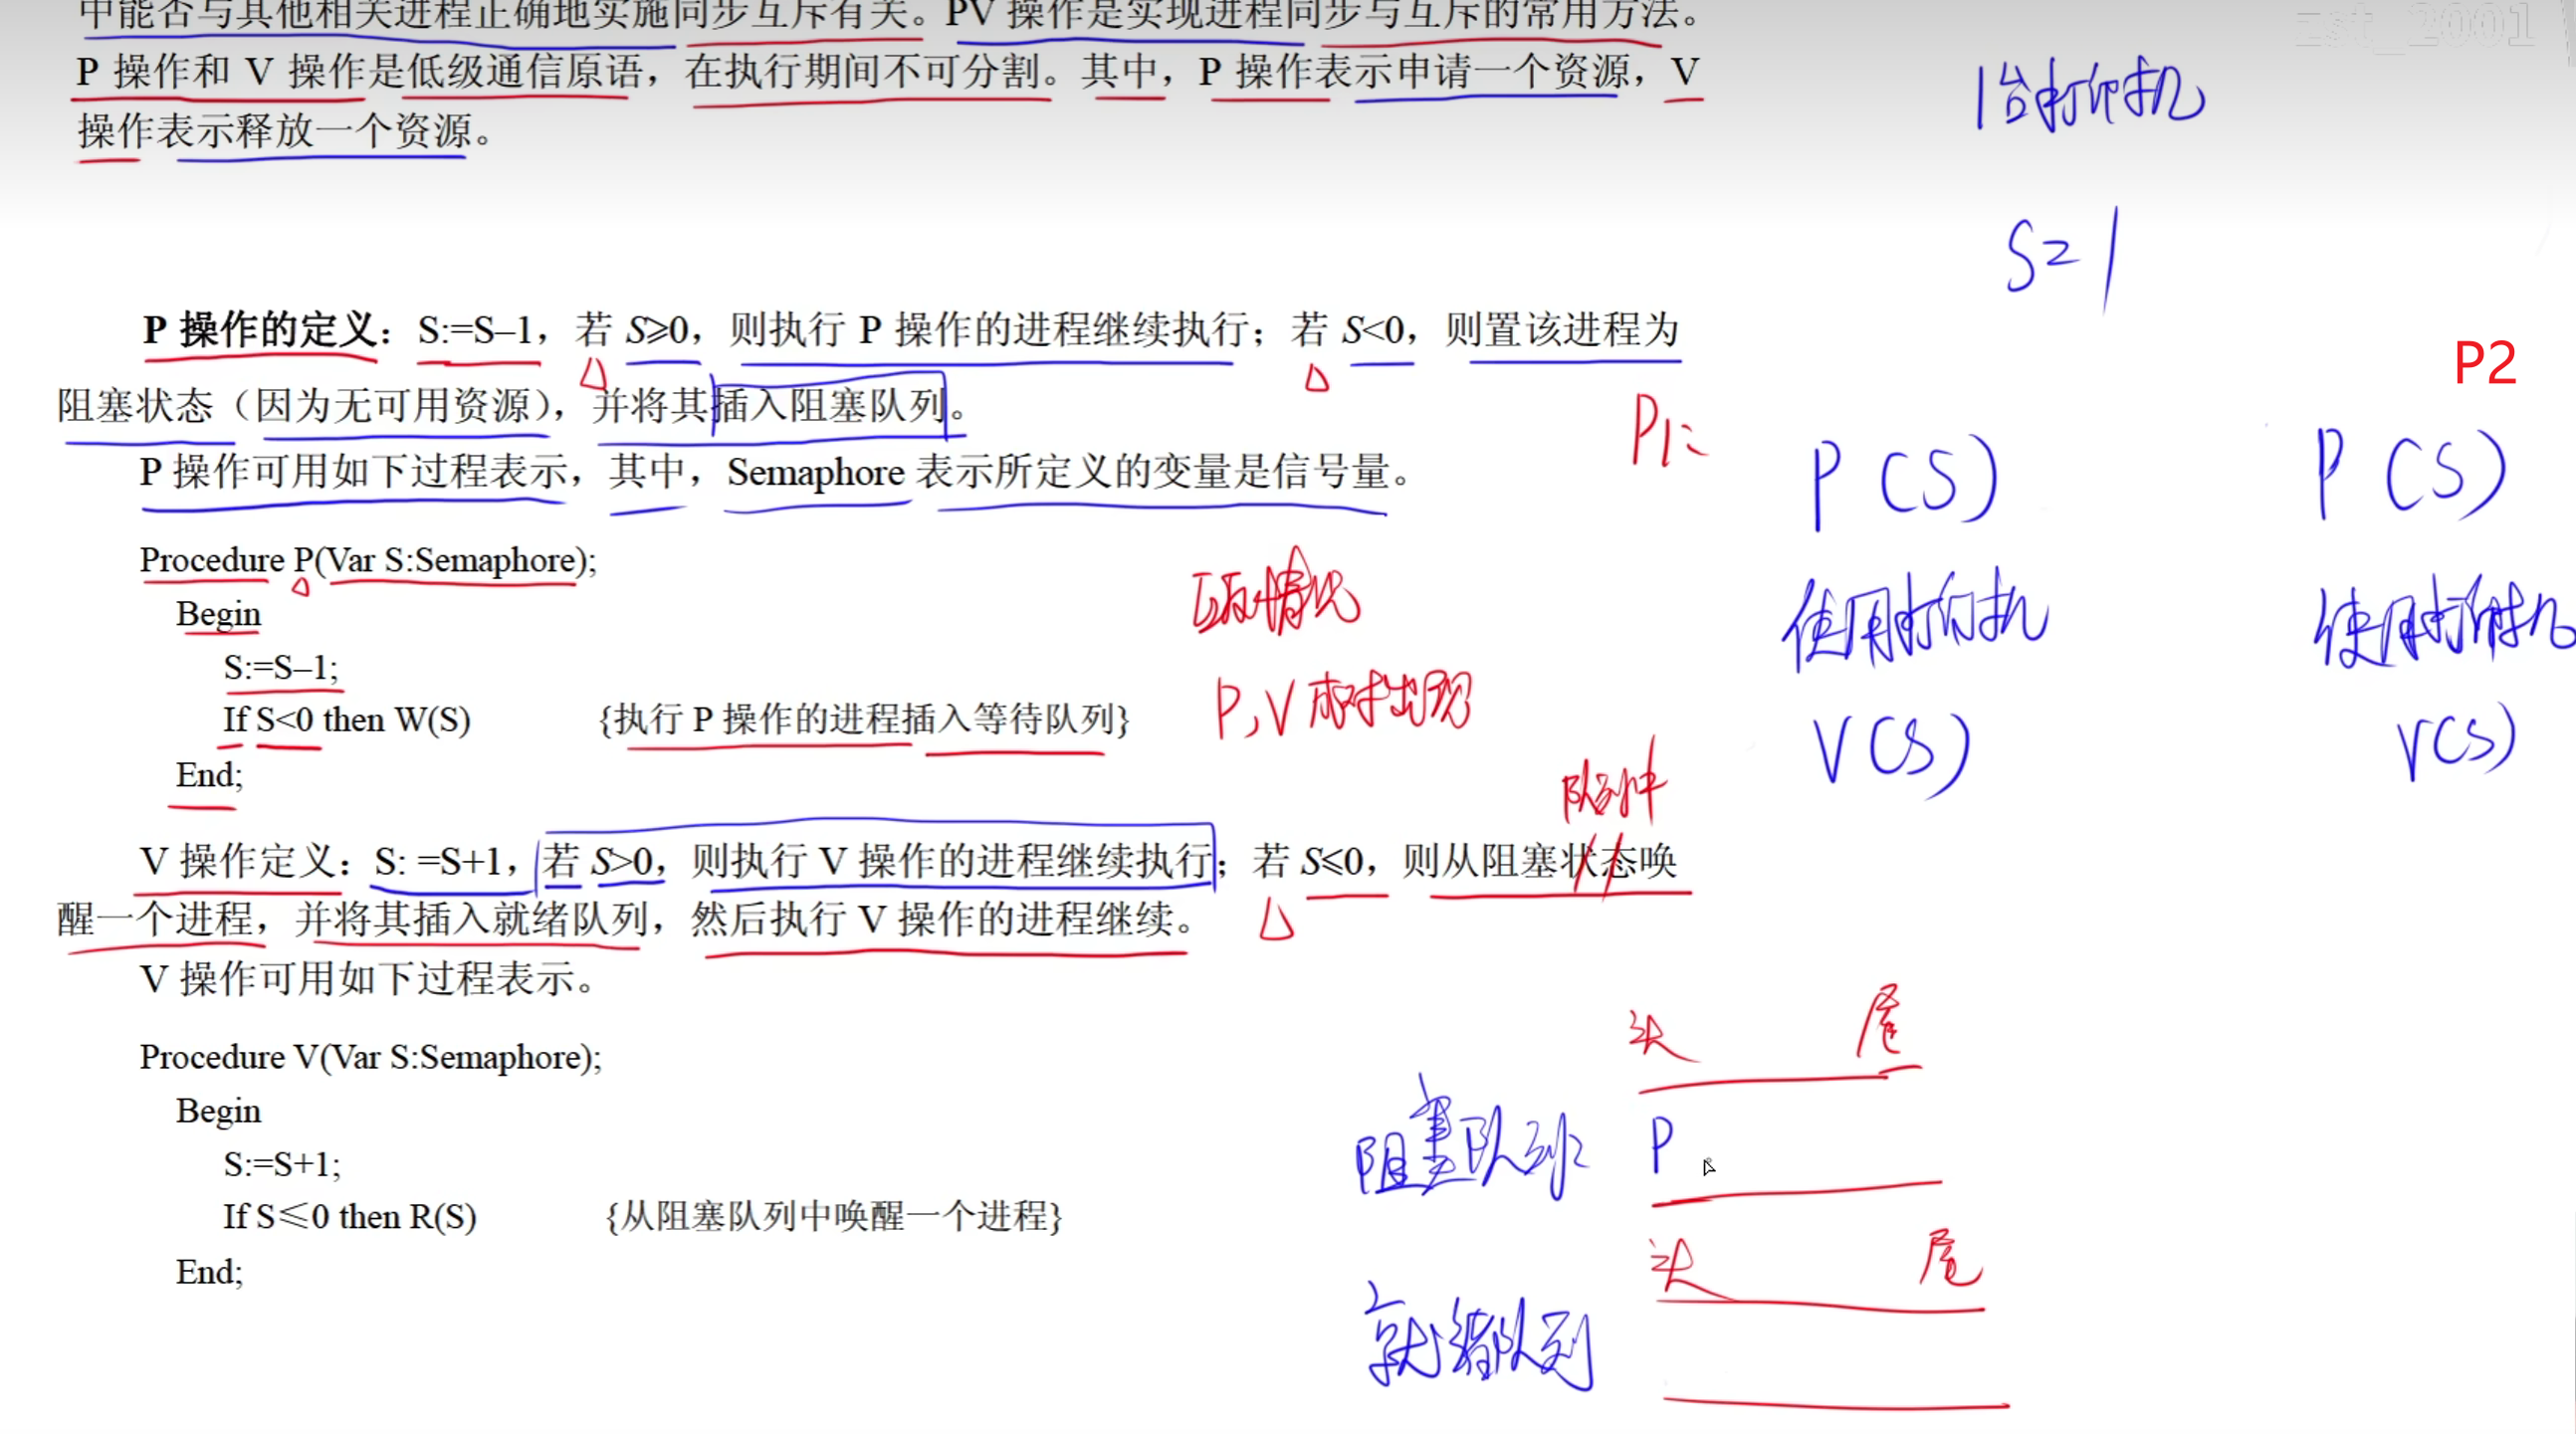 中能否与其他相关进程正确地实施同步互斥有关。PV 操作是实现进程同步与互斥的常用方法。
P 操作和 V 操作是低级通信原语，在执行期间不可分割。其中，P 操作表示申请一个资源，V
操作表示释放一个资源。
zst_2001
1台打印机
S=1
P 操作的定义：S:=S–1，若 S≥0，则执行 P 操作的进程继续执行；若 S<0，则置该进程为
阻塞状态（因为无可用资源），并将其插入阻塞队列。
P 操作可用如下过程表示，其中，Semaphore 表示所定义的变量是信号量。
Procedure P(Var S:Semaphore);
Begin
S:=S–1;
If S<0 then W(S) {执行 P 操作的进程插入等待队列}
End;
P1:
P2
P(S)
P(S)
使用打印机
使用打印机
V(S)
V(S)
互斥情况
P,V 成对出现
队列中
V 操作定义：S: =S+1，若 S>0，则执行 V 操作的进程继续执行；若 S≤0，则从阻塞状态唤
醒一个进程，并将其插入就绪队列，然后执行 V 操作的进程继续。
V 操作可用如下过程表示。
Procedure V(Var S:Semaphore);
Begin
S:=S+1;
If S≤0 then R(S) {从阻塞队列中唤醒一个进程}
End;
头 尾
阻塞队列 P
头 尾
就绪队列